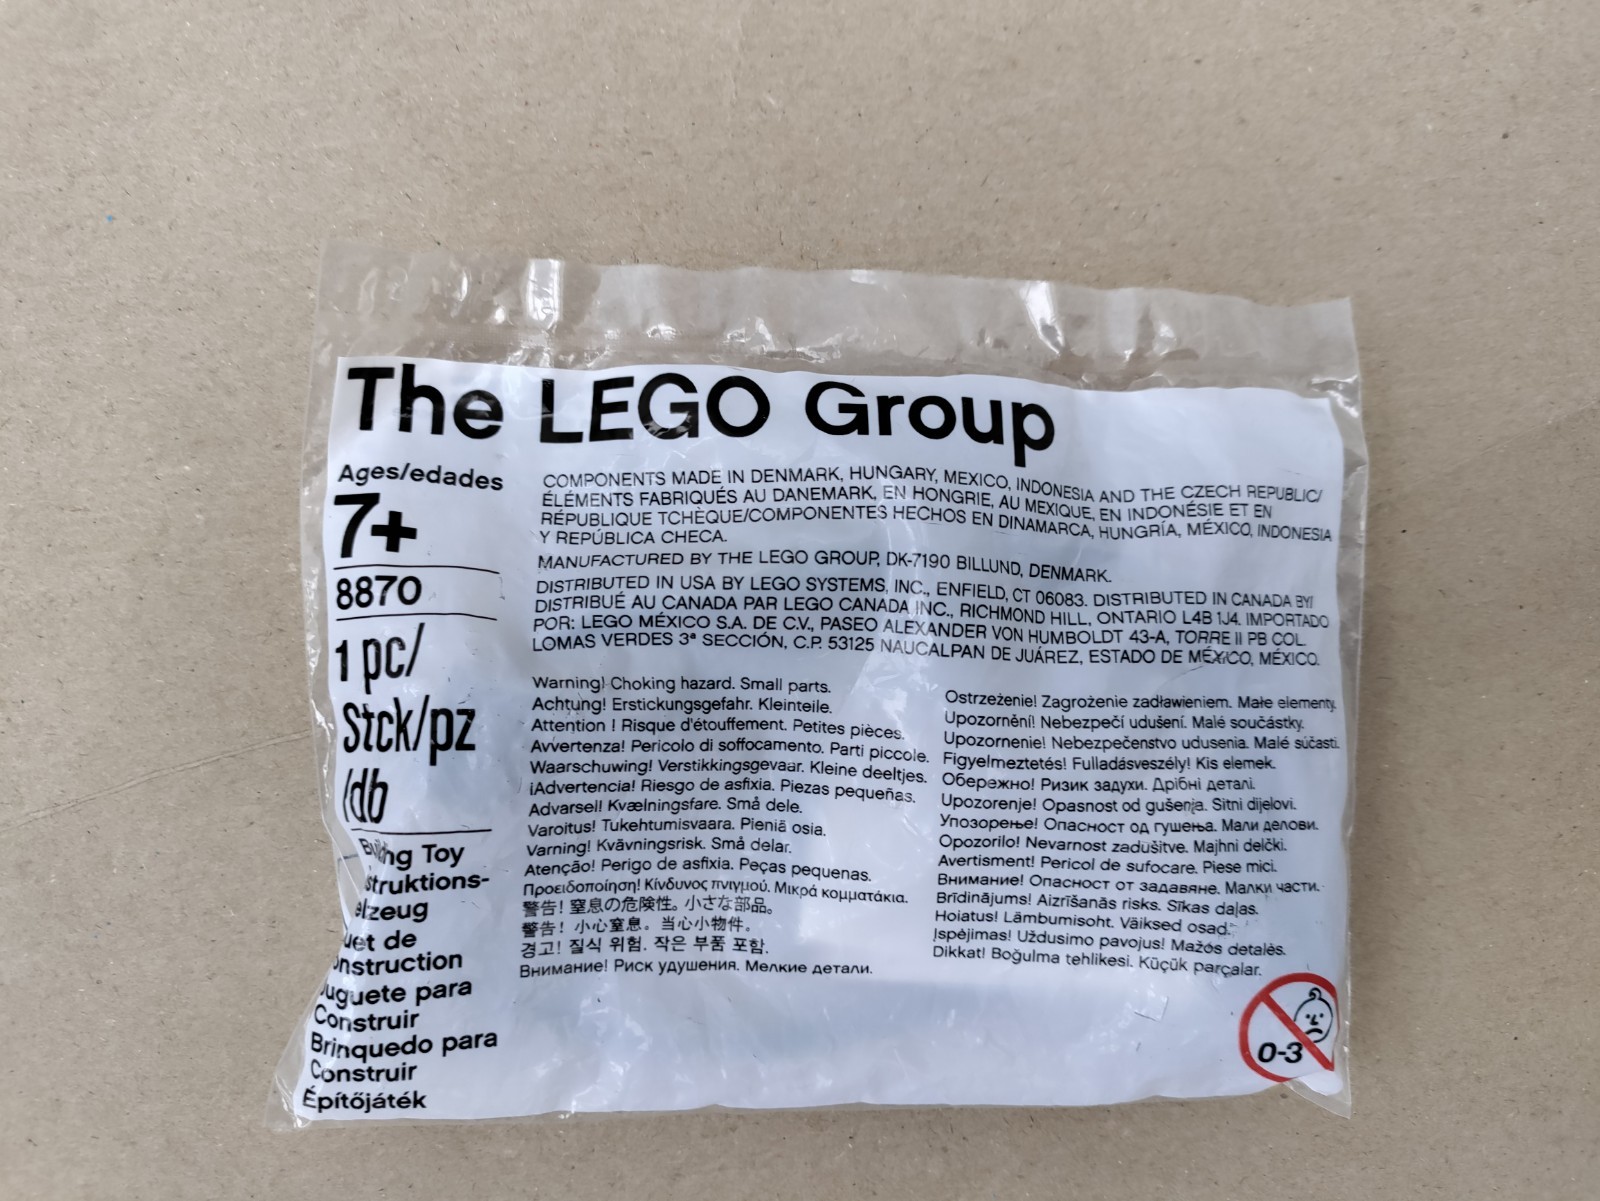 The LEGO Group
Ages/edades
7+
8870
1 pc/
Stck/pz
/db
Building Toy
struktions-
elzeug
uet de
onstruction
Juguete para
Construir
Brinquedo para
Construir
Építőjáték
COMPONENTS MADE IN DENMARK, HUNGARY, MEXICO, INDONESIA AND THE CZECH REPUBLIC/
ÉLÉMENTS FABRIQUÉS AU DANEMARK, EN HONGRIE, AU MEXIQUE, EN INDONÉSIE ET EN
RÉPUBLIQUE TCHÈQUE/COMPONENTES HECHOS EN DINAMARCA, HUNGRÍA, MÉXICO, INDONESIA
Y REPÚBLICA CHECA.
MANUFACTURED BY THE LEGO GROUP, DK-7190 BILLUND, DENMARK.
DISTRIBUTED IN USA BY LEGO SYSTEMS, INC., ENFIELD, CT 06083. DISTRIBUTED IN CANADA BY/
DISTRIBUÉ AU CANADA PAR LEGO CANADA INC., RICHMOND HILL, ONTARIO L4B 1J4. IMPORTADO
POR: LEGO MÉXICO S.A. DE C.V., PASEO ALEXANDER VON HUMBOLDT 43-A, TORRE II PB COL.
LOMAS VERDES 3ª SECCIÓN, C.P. 53125 NAUCALPAN DE JUÁREZ, ESTADO DE MÉXICO, MÉXICO.
Warning! Choking hazard. Small parts.
Achtung! Erstickungsgefahr. Kleinteile.
Attention ! Risque d'étouffement. Petites pièces.
Avvertenza! Pericolo di soffocamento. Parti piccole.
Waarschuwing! Verstikkingsgevaar. Kleine deeltjes.
¡Advertencia! Riesgo de asfixia. Piezas pequeñas.
Advarsel! Kvælningsfare. Små dele.
Varoitus! Tukehtumisvaara. Pieniä osia.
Varning! Kvävningsrisk. Små delar.
Atenção! Perigo de asfixia. Peças pequenas.
Προειδοποίηση! Κίνδυνος πνιγμού. Μικρά κομματάκια.
警告! 窒息の危険性。小さな部品。
警告! 小心窒息。当心小物件。
경고! 질식 위험. 작은 부품 포함.
Внимание! Риск удушения. Мелкие детали.
Ostrzeżenie! Zagrożenie zadławieniem. Małe elementy.
Upozornění! Nebezpečí udušení. Malé součástky.
Upozornenie! Nebezpečenstvo udusenia. Malé súčasti.
Figyelmeztetés! Fulladásveszély! Kis elemek.
Обережно! Ризик задухи. Дрібні деталі.
Upozorenje! Opasnost od gušenja. Sitni dijelovi.
Упозорење! Опасност од гушења. Мали делови.
Opozorilo! Nevarnost zadušitve. Majhni delčki.
Avertisment! Pericol de sufocare. Piese mici.
Внимание! Опасност от задавяне. Малки части.
Brīdinājums! Aizrīšanās risks. Sīkas daļas.
Hoiatus! Lämbumisoht. Väiksed osad.
Įspėjimas! Uždusimo pavojus! Mažos detalės.
Dikkat! Boğulma tehlikesi. Küçük parçalar.
0-3